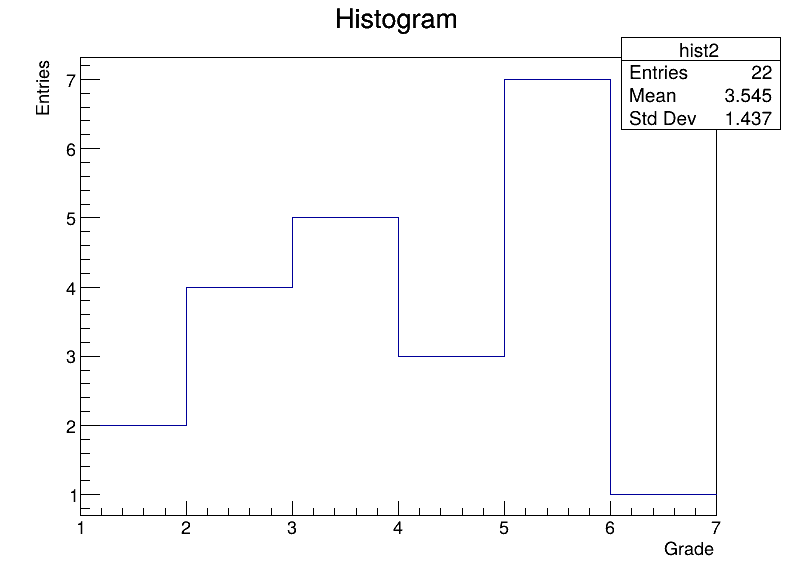 Histogram
hist2
Entries 22
Mean 3.545
Std Dev 1.437
Entries
7
6
5
4
3
2
1
1 2 3 4 5 6 7
Grade